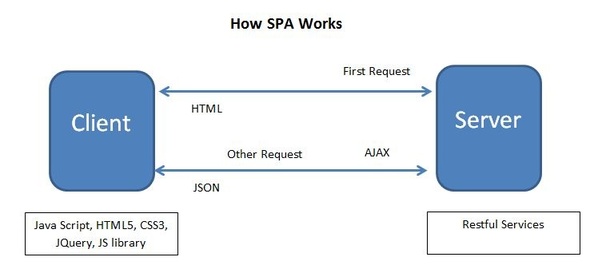 How SPA Works
First Request
Client
Server
HTML
Other Request
AJAX
JSON
Java Script, HTML5, CSS3,
JQuery, JS library
Restful Services